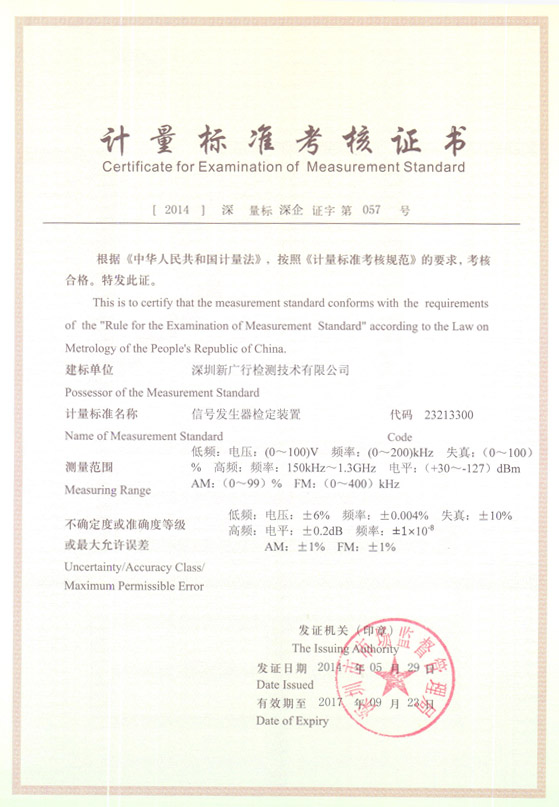 计量标准考核证书
Certificate for Examination of Measurement Standard
[ 2014 ] 深 量标 深企 证字 第 057 号
根据《中华人民共和国计量法》，按照《计量标准考核规范》的要求，考核
合格。特发此证。
This is to certify that the measurement standard conforms with the requirements
of the "Rule for the Examination of Measurement Standard" according to the Law on
Metrology of the People's Republic of China.
建标单位 深圳新广行检测技术有限公司
Possessor of the Measurement Standard
计量标准名称 信号发生器检定装置 代码 23213300
Name of Measurement Standard Code
测量范围
Measuring Range
低频：电压：(0～100)V 频率：(0～200)kHz 失真：(0～100)
% 高频：频率：150kHz～1.3GHz 电平：(+30～-127) dBm
AM：(0～99) % FM：(0～400) kHz
不确定度或准确度等级
或最大允许误差
Uncertainty/Accuracy Class/
Maximum Permissible Error
低频：电压：±6% 频率：±0.004% 失真：±10%
高频：电平：±0.2dB 频率：±1×10⁻⁸
AM：±1% FM：±1%
发证机关（印章）
The Issuing Authority
发证日期 2014 年 05 月 29 日
Date Issued
有效期至 2017 年 09 月 23 日
Date of Expiry
深圳市市场监督管理局